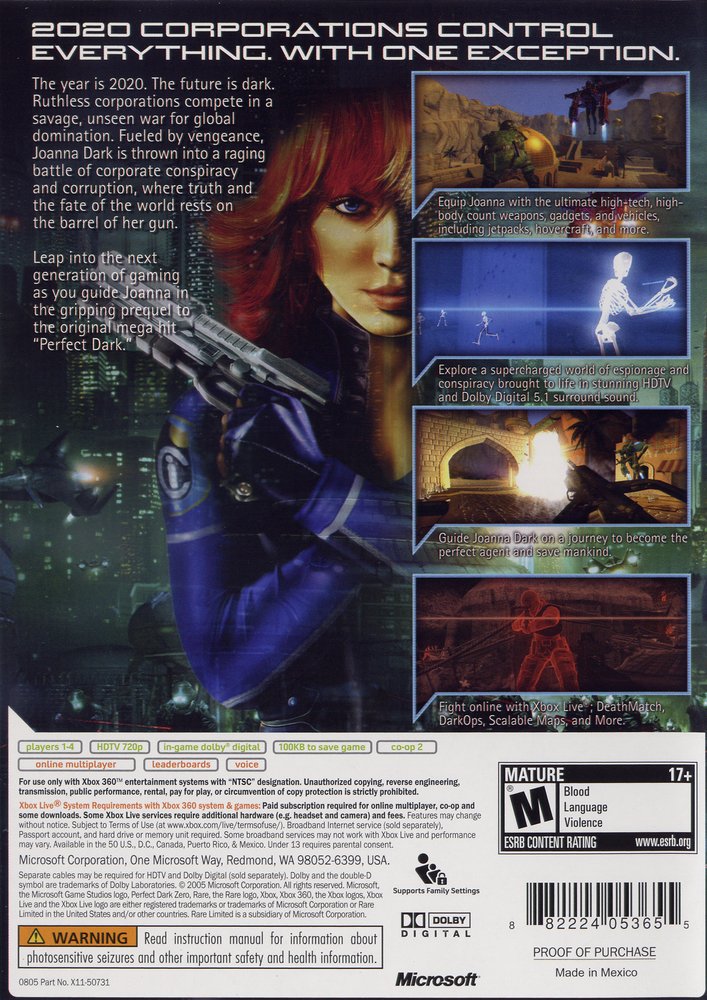 2020 CORPORATIONS CONTROL
EVERYTHING. WITH ONE EXCEPTION.
The year is 2020. The future is dark.
Ruthless corporations compete in a
savage, unseen war for global
domination. Fueled by vengeance,
Joanna Dark is thrown into a raging
battle of corporate conspiracy
and corruption, where truth and
the fate of the world rests on
the barrel of her gun.
Leap into the next
generation of gaming
as you guide Joanna in
the gripping prequel to
the original mega hit
"Perfect Dark."
Equip Joanna with the ultimate high-tech, high-
body count weapons, gadgets, and vehicles,
including jetpacks, hovercraft, and more.
Explore a supercharged world of espionage and
conspiracy brought to life in stunning HDTV
and Dolby Digital 5.1 surround sound.
Guide Joanna Dark on a journey to become the
perfect agent and save mankind.
Fight online with Xbox Live®; DeathMatch,
DarkOps, Scalable Maps, and More.
players 1-4
HDTV 720p
in-game dolby® digital
100KB to save game
co-op 2
online multiplayer
leaderboards
voice
For use only with Xbox 360™ entertainment systems with "NTSC" designation. Unauthorized copying, reverse engineering,
transmission, public performance, rental, pay for play, or circumvention of copy protection is strictly prohibited.
Xbox Live® System Requirements with Xbox 360 system & games: Paid subscription required for online multiplayer, co-op and
some downloads. Some Xbox Live services require additional hardware (e.g. headset and camera) and fees. Features may change
without notice. Subject to Terms of Use (at www.xbox.com/live/termsofuse/). Broadband Internet service (sold separately),
Passport account, and hard drive or memory unit required. Some broadband services may not work with Xbox Live and performance
may vary. Available in the 50 U.S., D.C., Canada, Puerto Rico, & Mexico. Under 13 requires parental consent.
Microsoft Corporation, One Microsoft Way, Redmond, WA 98052-6399, USA.
Separate cables may be required for HDTV and Dolby Digital (sold separately). Dolby and the double-D
symbol are trademarks of Dolby Laboratories. © 2005 Microsoft Corporation. All rights reserved. Microsoft,
the Microsoft Game Studios logo, Perfect Dark Zero, Rare, the Rare logo, Xbox, Xbox 360, the Xbox logos, Xbox
Live and the Xbox Live logo are either registered trademarks or trademarks of Microsoft Corporation or Rare
Limited in the United States and/or other countries. Rare Limited is a subsidiary of Microsoft Corporation.
WARNING Read instruction manual for information about
photosensitive seizures and other important safety and health information.
0805 Part No. X11-50731
Supports Family Settings
DOLBY
DIGITAL
Microsoft®
MATURE 17+
M®
Blood
Language
Violence
ESRB CONTENT RATING www.esrb.org
8 82224 05365 5
PROOF OF PURCHASE
Made in Mexico